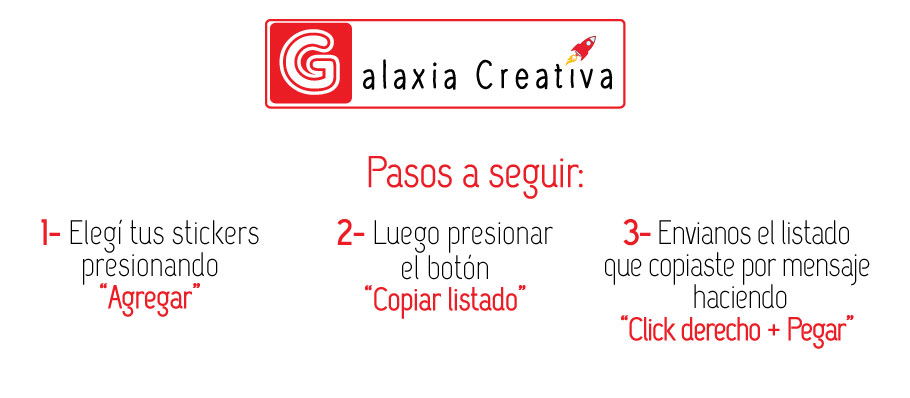 Galaxia Creativa
Pasos a seguir:
1- Elegí tus stickers
presionando
“Agregar”
2- Luego presionar
el botón
“Copiar listado”
3- Envianos el listado
que copiaste por mensaje
haciendo
“Click derecho + Pegar”